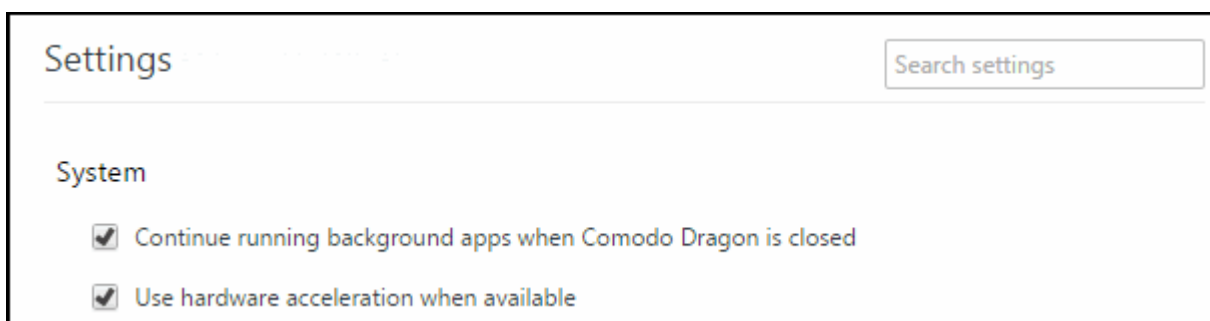 Settings
Search settings
System
Continue running background apps when Comodo Dragon is closed
Use hardware acceleration when available